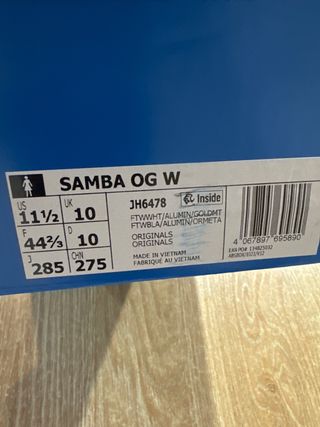 SAMBA OG W
US 11½ UK 10
F 44⅔ D 10
J 285 CHN 275
JH6478
Inside
FTWWHT/ALUMIN/GOLDMT
FTWBLA/ALUMIN/ORMETA
ORIGINALS
ORIGINALS
MADE IN VIETNAM
FABRIQUE AU VIETNAM
4 067897 695890